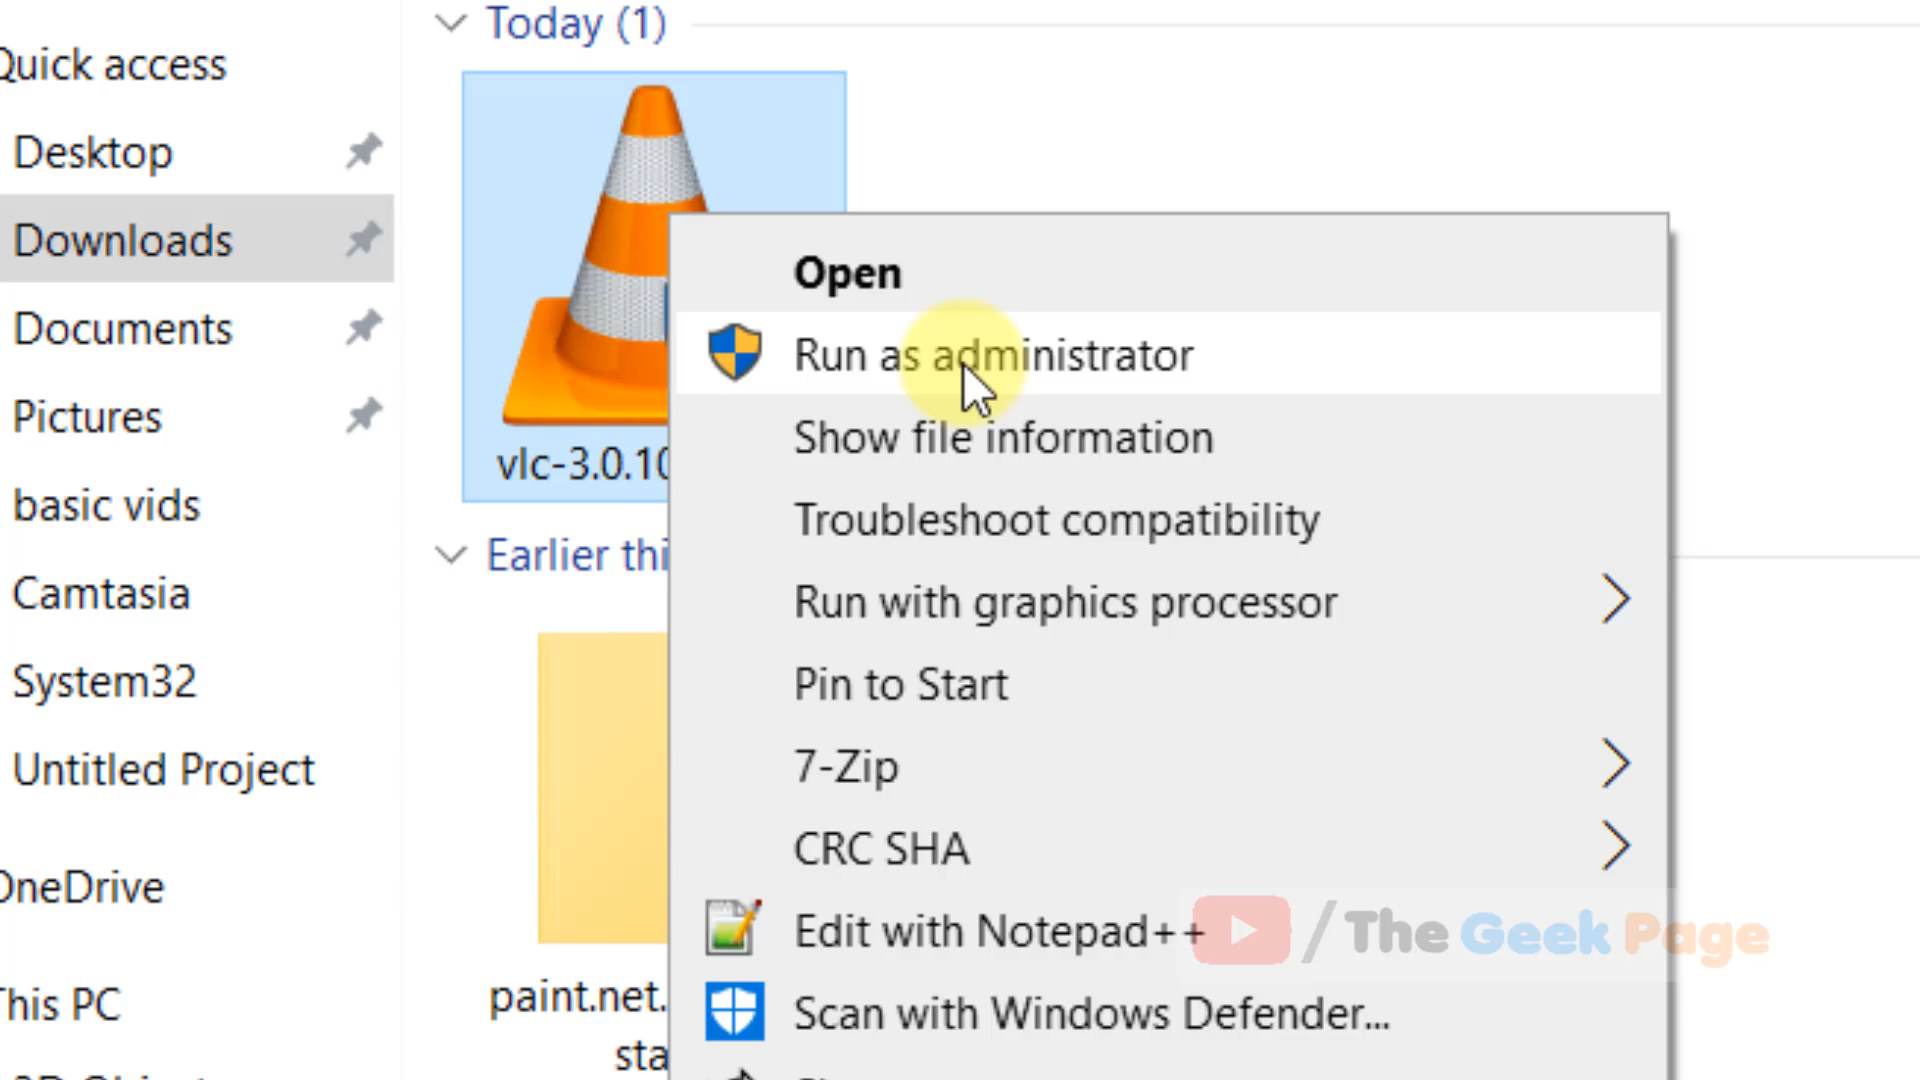 Today (1)
Quick access
Desktop
Downloads
Documents
Pictures
basic vids
Camtasia
System32
Untitled Project
OneDrive
This PC
vlc-3.0.10
Earlier thi
paint.net.
sta
Open
Run as administrator
Show file information
Troubleshoot compatibility
Run with graphics processor
Pin to Start
7-Zip
CRC SHA
Edit with Notepad++
Scan with Windows Defender...
/ The Geek Page